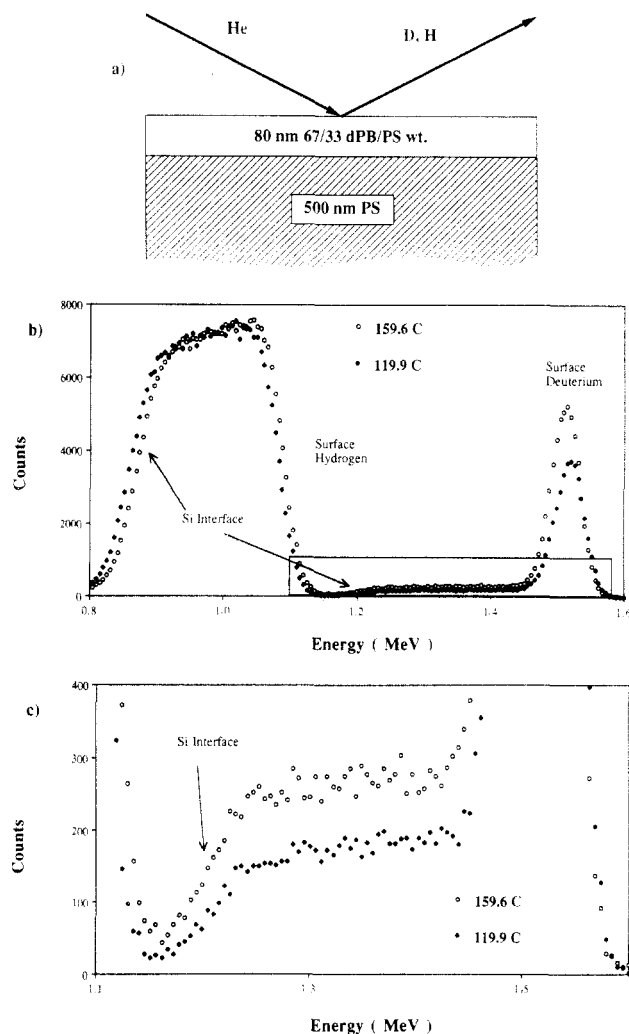 He
D, H
a)
80 nm 67/33 dPB/PS wt.
500 nm PS
b)
8000
6000
4000
2000
0
Counts
159.6 C
119.9 C
Surface
Deuterium
Surface
Hydrogen
Si Interface
0.8
1.0
1.2
1.4
1.6
Energy ( MeV )
c)
400
300
200
100
0
Counts
Si Interface
159.6 C
119.9 C
1.1
1.3
1.5
Energy ( MeV )